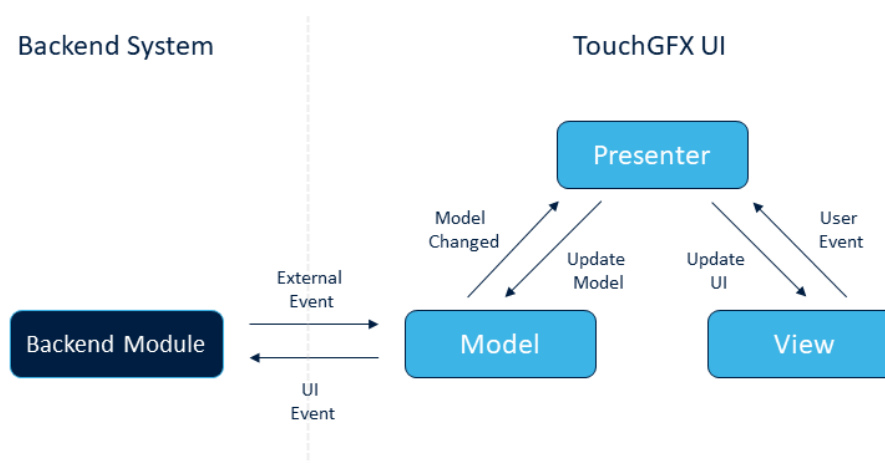 Backend System
TouchGFX UI
Presenter
Model
Changed
Update
Model
Update
UI
User
Event
External
Event
Backend Module
Model
View
UI
Event